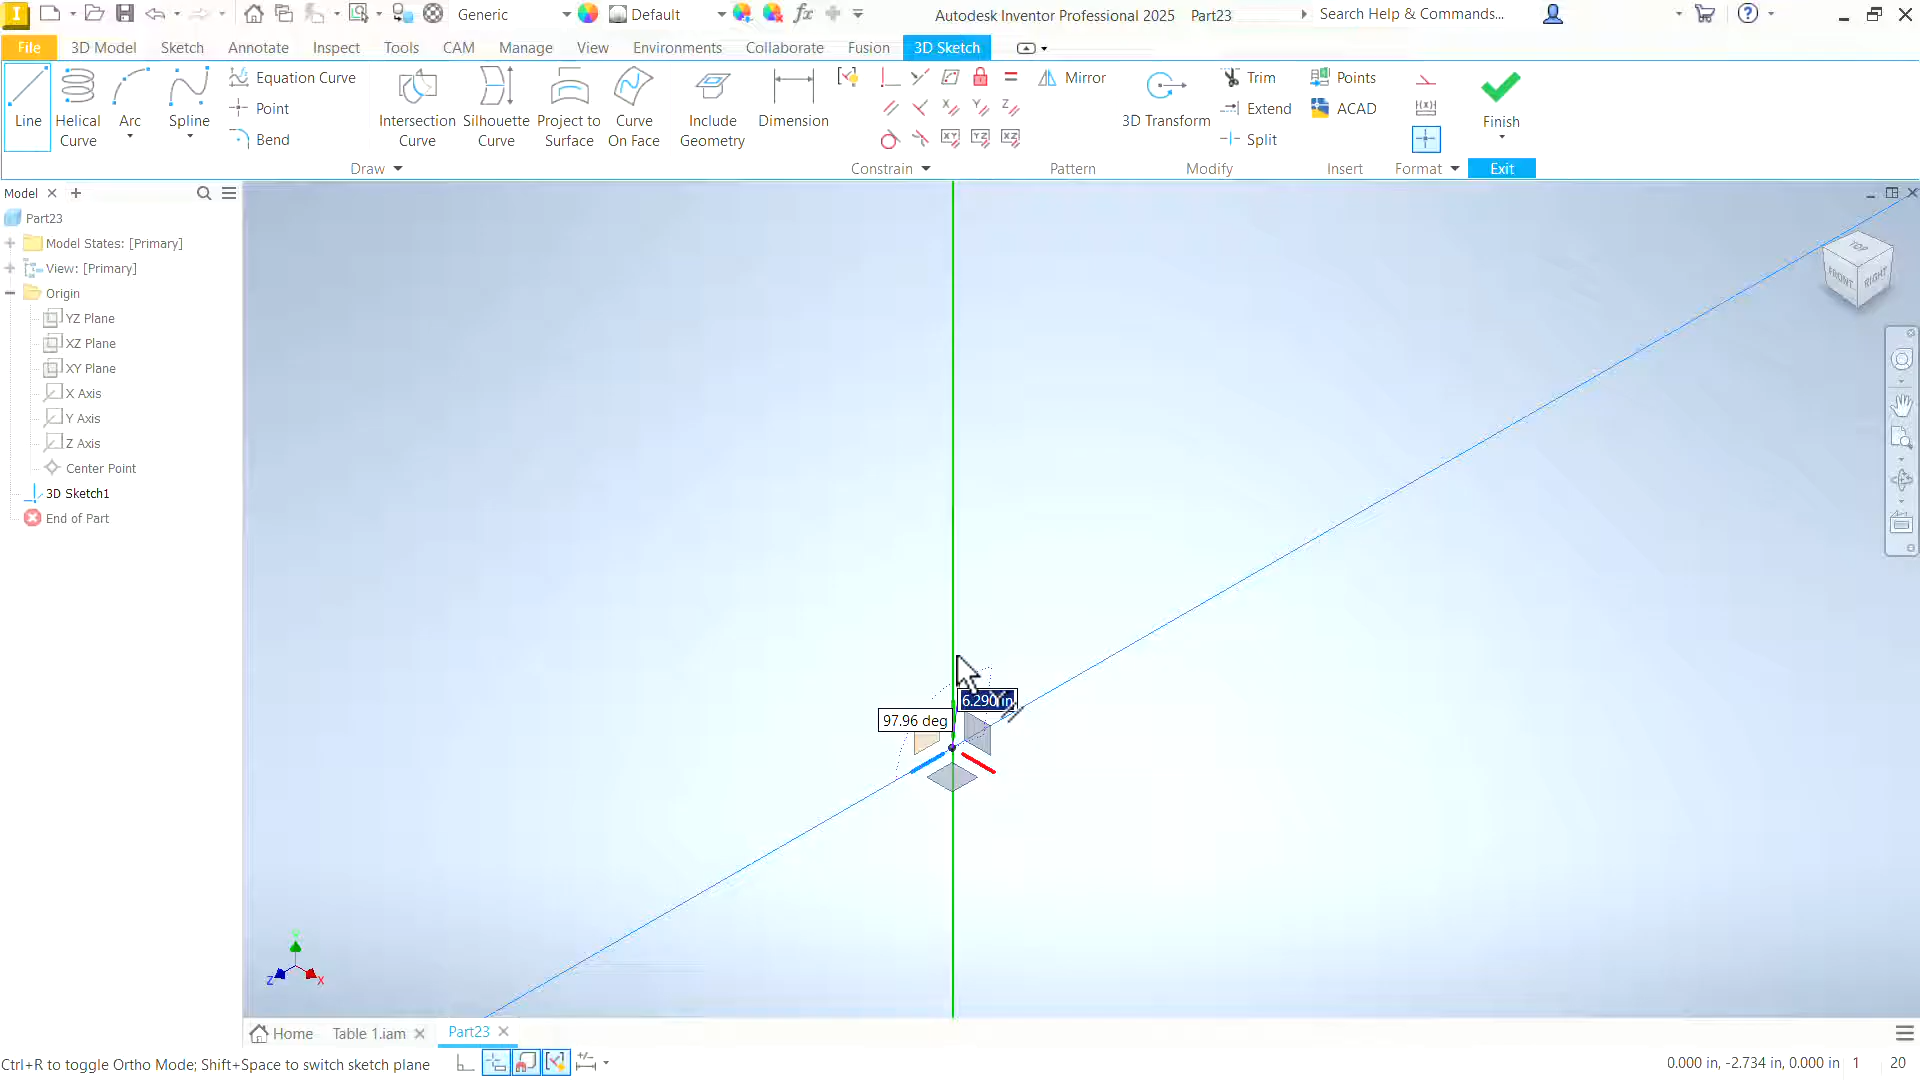 Generic
Default
Autodesk Inventor Professional 2025 Part23
Search Help & Commands...
File 3D Model Sketch Annotate Inspect Tools CAM Manage View Environments Collaborate Fusion 3D Sketch
Line
Helical Curve
Arc
Spline
Equation Curve
Point
Bend
Intersection Curve
Silhouette Curve
Project to Surface
Curve On Face
Include Geometry
Dimension
Mirror
3D Transform
Trim
Extend
Split
Points
ACAD
Finish
Draw Constrain Pattern Modify Insert Format Exit
Model
Part23
Model States: [Primary]
View: [Primary]
Origin
YZ Plane
XZ Plane
XY Plane
X Axis
Y Axis
Z Axis
Center Point
3D Sketch1
End of Part
TOP
FRONT
RIGHT
6.290 in
97.96 deg
Z X
Home Table 1.iam Part23
Ctrl+R to toggle Ortho Mode; Shift+Space to switch sketch plane
0.000 in, -2.734 in, 0.000 in 1 20